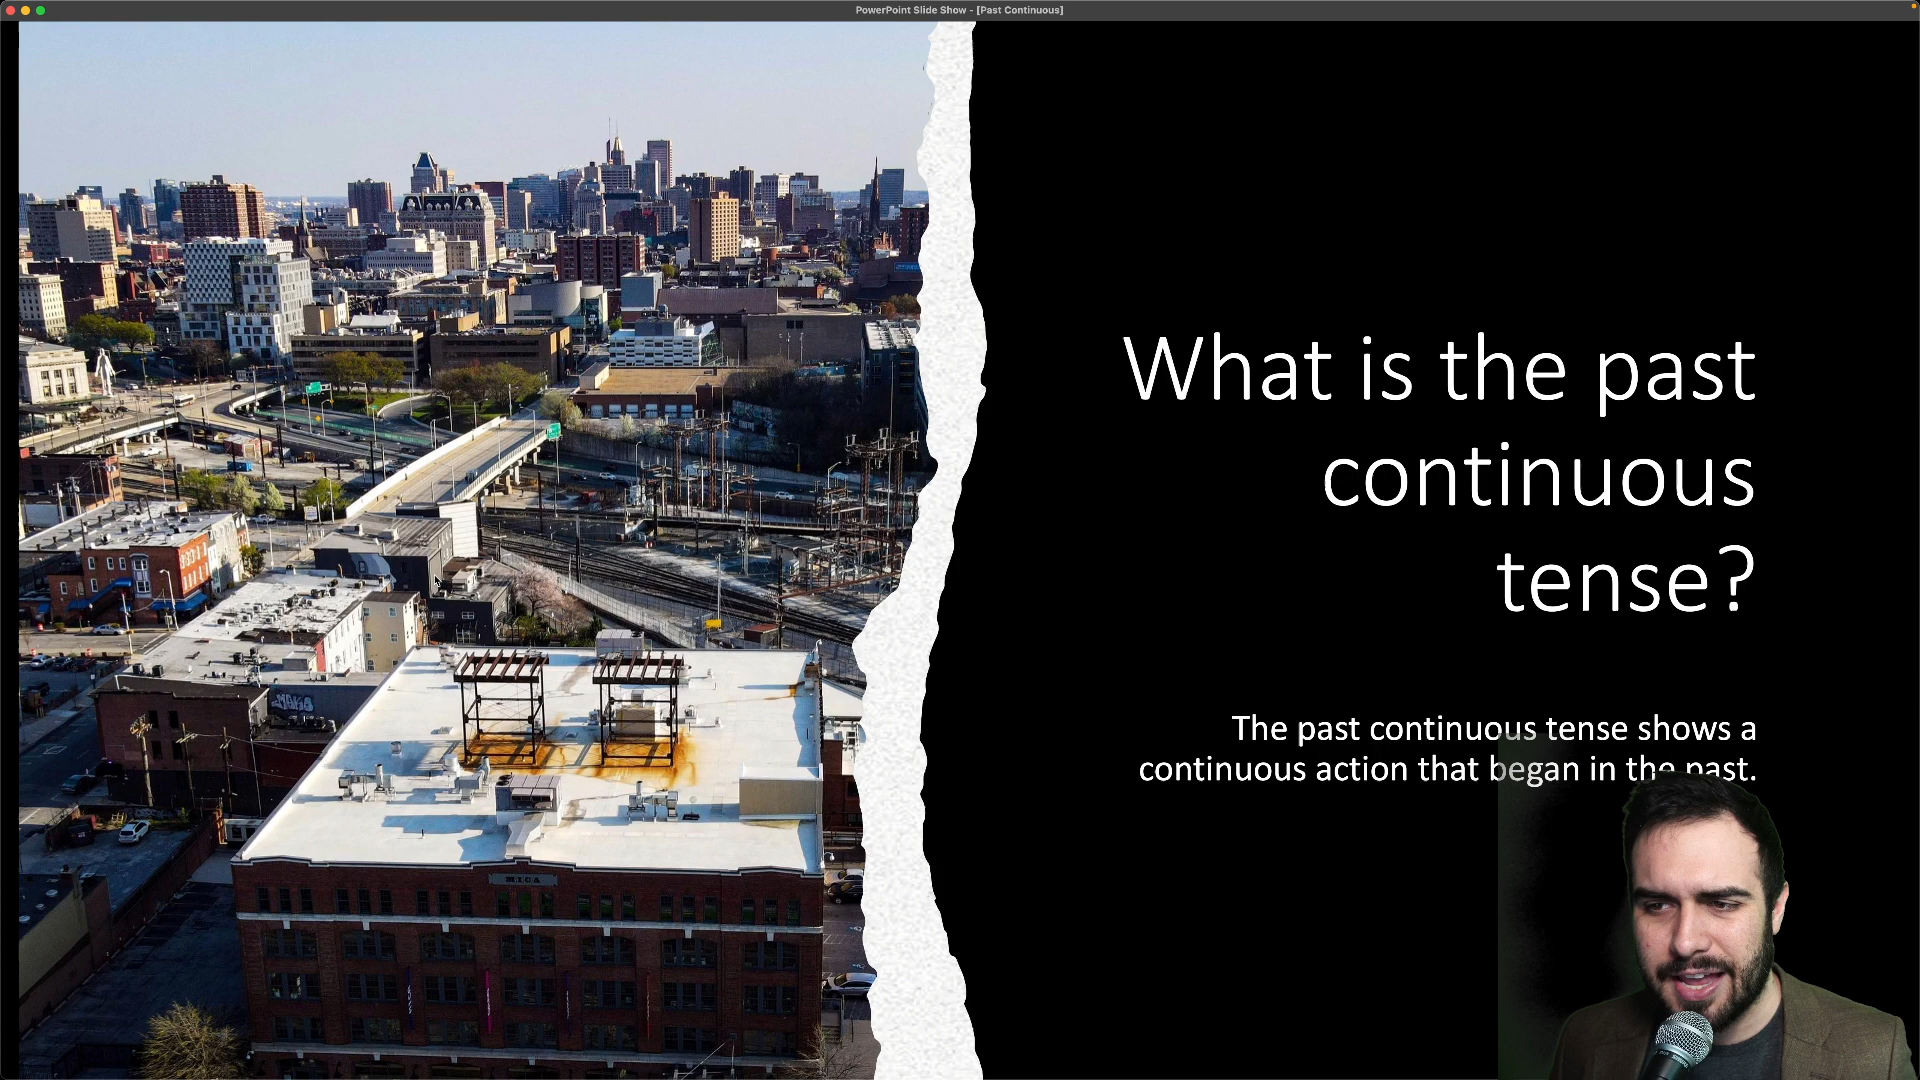 PowerPoint Slide Show - [Past Continuous]
What is the past
continuous
tense?
The past continuous tense shows a
continuous action that began in the past.
MICA